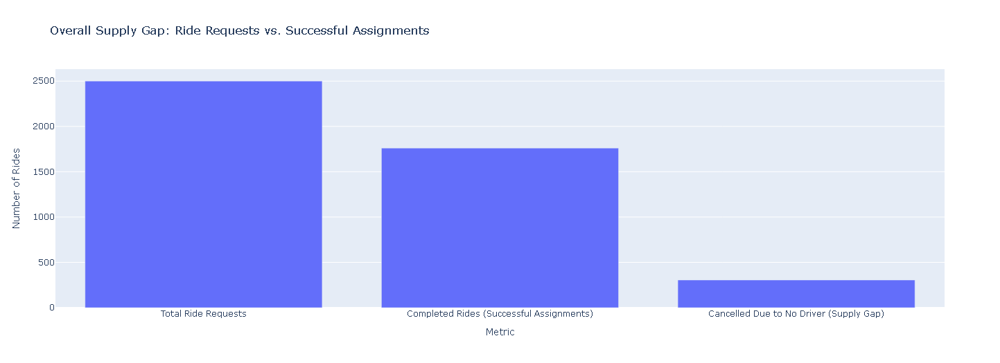 Overall Supply Gap: Ride Requests vs. Successful Assignments
Number of Rides
2500
2000
1500
1000
500
0
Total Ride Requests
Completed Rides (Successful Assignments)
Cancelled Due to No Driver (Supply Gap)
Metric